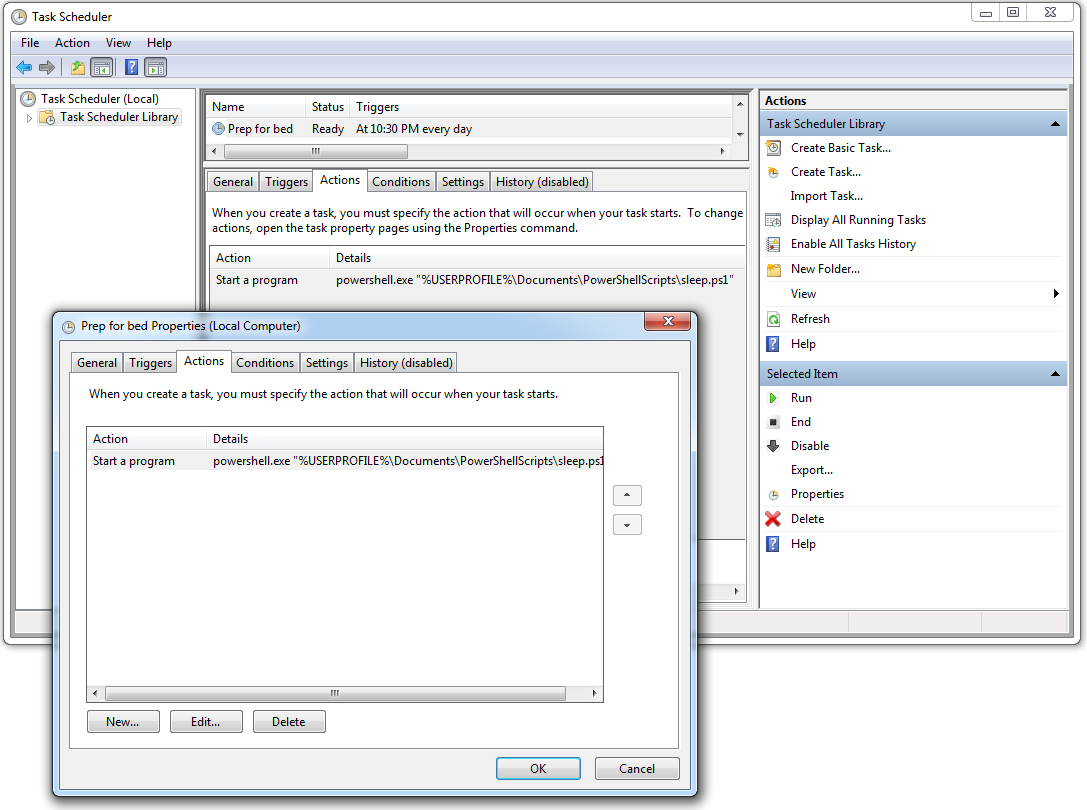 Task Scheduler
File Action View Help
Task Scheduler (Local)
Task Scheduler Library
Name Status Triggers
Prep for bed Ready At 10:30 PM every day
General Triggers Actions Conditions Settings History (disabled)
When you create a task, you must specify the action that will occur when your task starts. To change
actions, open the task property pages using the Properties command.
Action Details
Start a program powershell.exe "%USERPROFILE%\Documents\PowerShellScripts\sleep.ps1"
Actions
Task Scheduler Library
Create Basic Task...
Create Task...
Import Task...
Display All Running Tasks
Enable All Tasks History
New Folder...
View
Refresh
Help
Selected Item
Run
End
Disable
Export...
Properties
Delete
Help
Prep for bed Properties (Local Computer)
General Triggers Actions Conditions Settings History (disabled)
When you create a task, you must specify the action that will occur when your task starts.
Action Details
Start a program powershell.exe "%USERPROFILE%\Documents\PowerShellScripts\sleep.ps1
New... Edit... Delete
OK Cancel